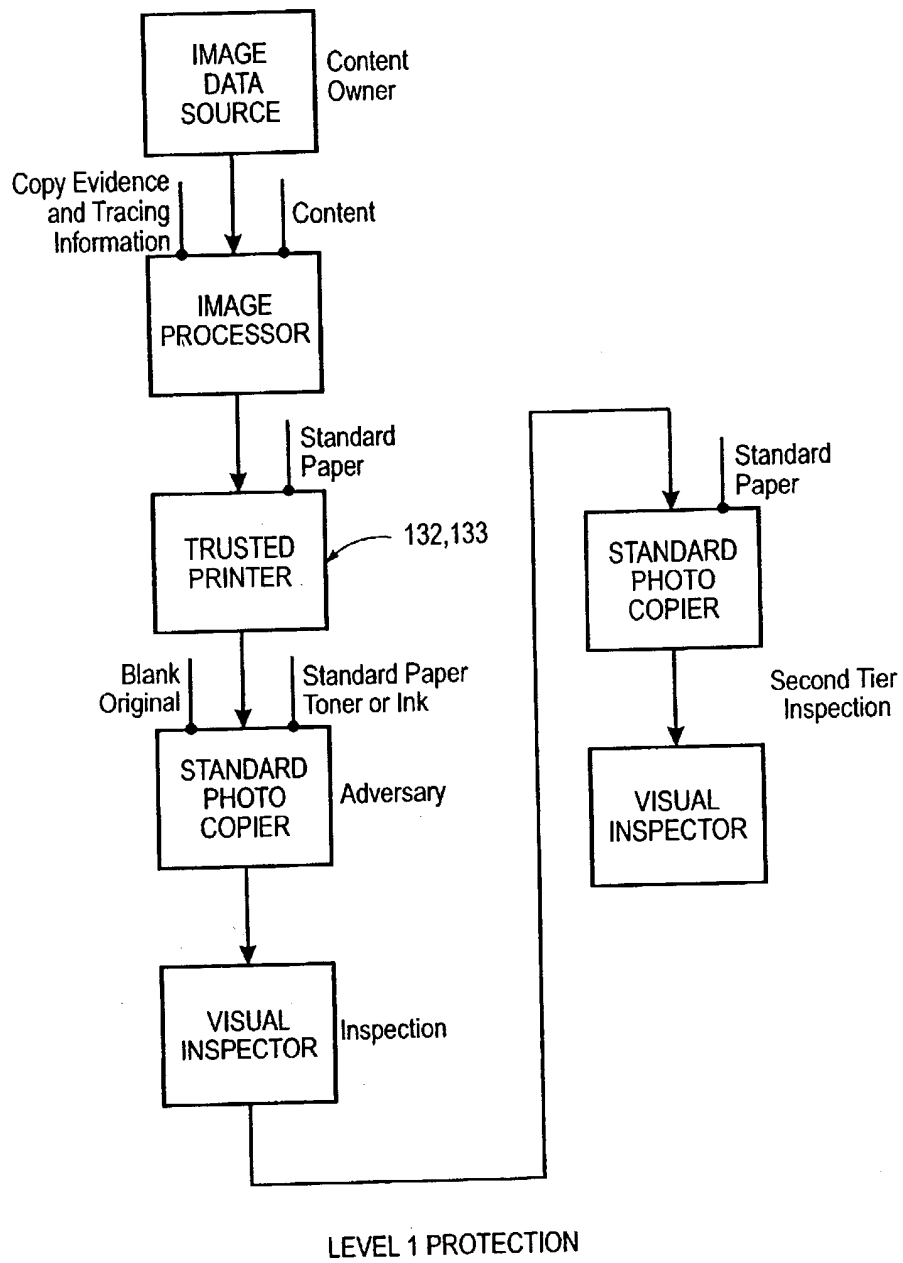 IMAGE
DATA
SOURCE
Content
Owner
Copy Evidence
and Tracing
Information
Content
IMAGE
PROCESSOR
Standard
Paper
TRUSTED
PRINTER
132,133
Blank
Original
Standard Paper
Toner or Ink
STANDARD
PHOTO
COPIER
Adversary
VISUAL
INSPECTOR
Inspection
Standard
Paper
STANDARD
PHOTO
COPIER
Second Tier
Inspection
VISUAL
INSPECTOR
LEVEL 1 PROTECTION